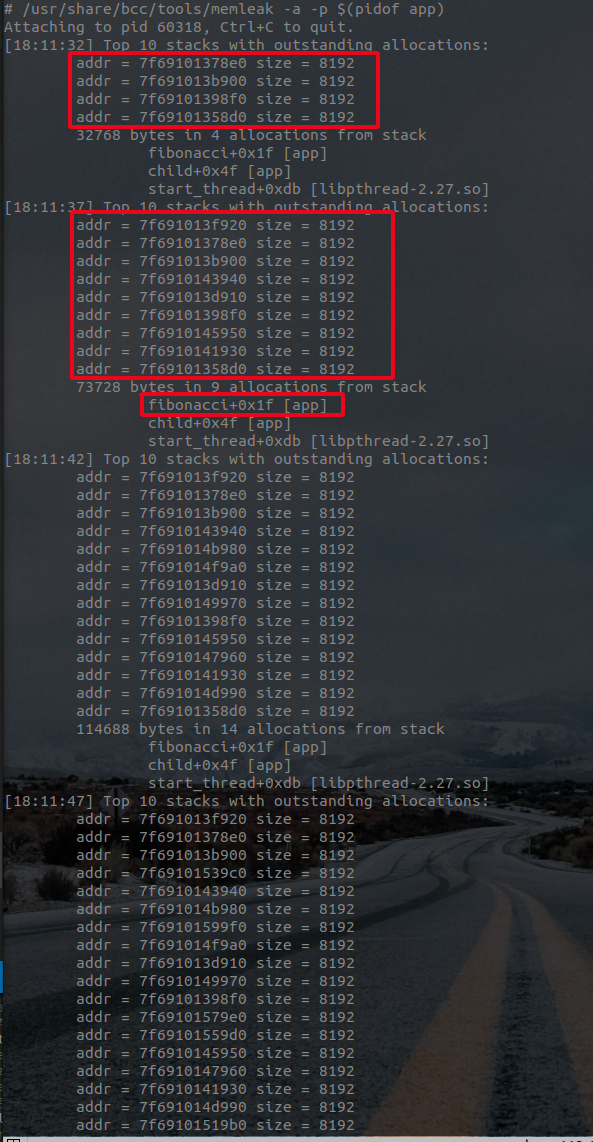 # /usr/share/bcc/tools/memleak -a -p $(pidof app)
Attaching to pid 60318, Ctrl+C to quit.
[18:11:32] Top 10 stacks with outstanding allocations:
addr = 7f69101378e0 size = 8192
addr = 7f691013b900 size = 8192
addr = 7f69101398f0 size = 8192
addr = 7f69101358d0 size = 8192
32768 bytes in 4 allocations from stack
fibonacci+0x1f [app]
child+0x4f [app]
start_thread+0xdb [libpthread-2.27.so]
[18:11:37] Top 10 stacks with outstanding allocations:
addr = 7f691013f920 size = 8192
addr = 7f69101378e0 size = 8192
addr = 7f691013b900 size = 8192
addr = 7f6910143940 size = 8192
addr = 7f691013d910 size = 8192
addr = 7f69101398f0 size = 8192
addr = 7f6910145950 size = 8192
addr = 7f6910141930 size = 8192
addr = 7f69101358d0 size = 8192
73728 bytes in 9 allocations from stack
fibonacci+0x1f [app]
child+0x4f [app]
start_thread+0xdb [libpthread-2.27.so]
[18:11:42] Top 10 stacks with outstanding allocations:
addr = 7f691013f920 size = 8192
addr = 7f69101378e0 size = 8192
addr = 7f691013b900 size = 8192
addr = 7f6910143940 size = 8192
addr = 7f691014b980 size = 8192
addr = 7f691014f9a0 size = 8192
addr = 7f691013d910 size = 8192
addr = 7f6910149970 size = 8192
addr = 7f69101398f0 size = 8192
addr = 7f6910145950 size = 8192
addr = 7f6910147960 size = 8192
addr = 7f6910141930 size = 8192
addr = 7f691014d990 size = 8192
addr = 7f69101358d0 size = 8192
114688 bytes in 14 allocations from stack
fibonacci+0x1f [app]
child+0x4f [app]
start_thread+0xdb [libpthread-2.27.so]
[18:11:47] Top 10 stacks with outstanding allocations:
addr = 7f691013f920 size = 8192
addr = 7f69101378e0 size = 8192
addr = 7f691013b900 size = 8192
addr = 7f69101539c0 size = 8192
addr = 7f6910143940 size = 8192
addr = 7f691014b980 size = 8192
addr = 7f69101599f0 size = 8192
addr = 7f691014f9a0 size = 8192
addr = 7f691013d910 size = 8192
addr = 7f6910149970 size = 8192
addr = 7f69101398f0 size = 8192
addr = 7f69101579e0 size = 8192
addr = 7f69101559d0 size = 8192
addr = 7f6910145950 size = 8192
addr = 7f6910147960 size = 8192
addr = 7f6910141930 size = 8192
addr = 7f691014d990 size = 8192
addr = 7f69101519b0 size = 8192